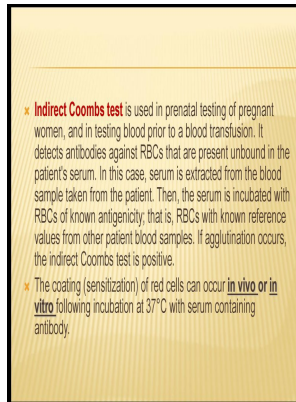 Indirect Coombs test is used in prenatal testing of pregnant
women, and in testing blood prior to a blood transfusion. It
detects antibodies against RBCs that are present unbound in the
patient's serum. In this case, serum is extracted from the blood
sample taken from the patient. Then, the serum is incubated with
RBCs of known antigenicity; that is, RBCs with known reference
values from other patient blood samples. If agglutination occurs,
the indirect Coombs test is positive.
The coating (sensitization) of red cells can occur in vivo or in
vitro following incubation at 37°C with serum containing
antibody.